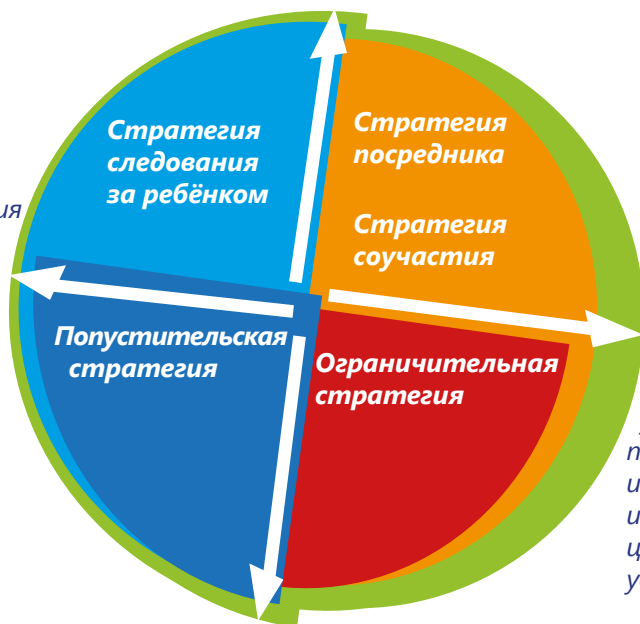 Стратегия
следования
за ребёнком
Стратегия
посредника
Стратегия
соучастия
Попустительская
стратегия
Ограничительная
стратегия